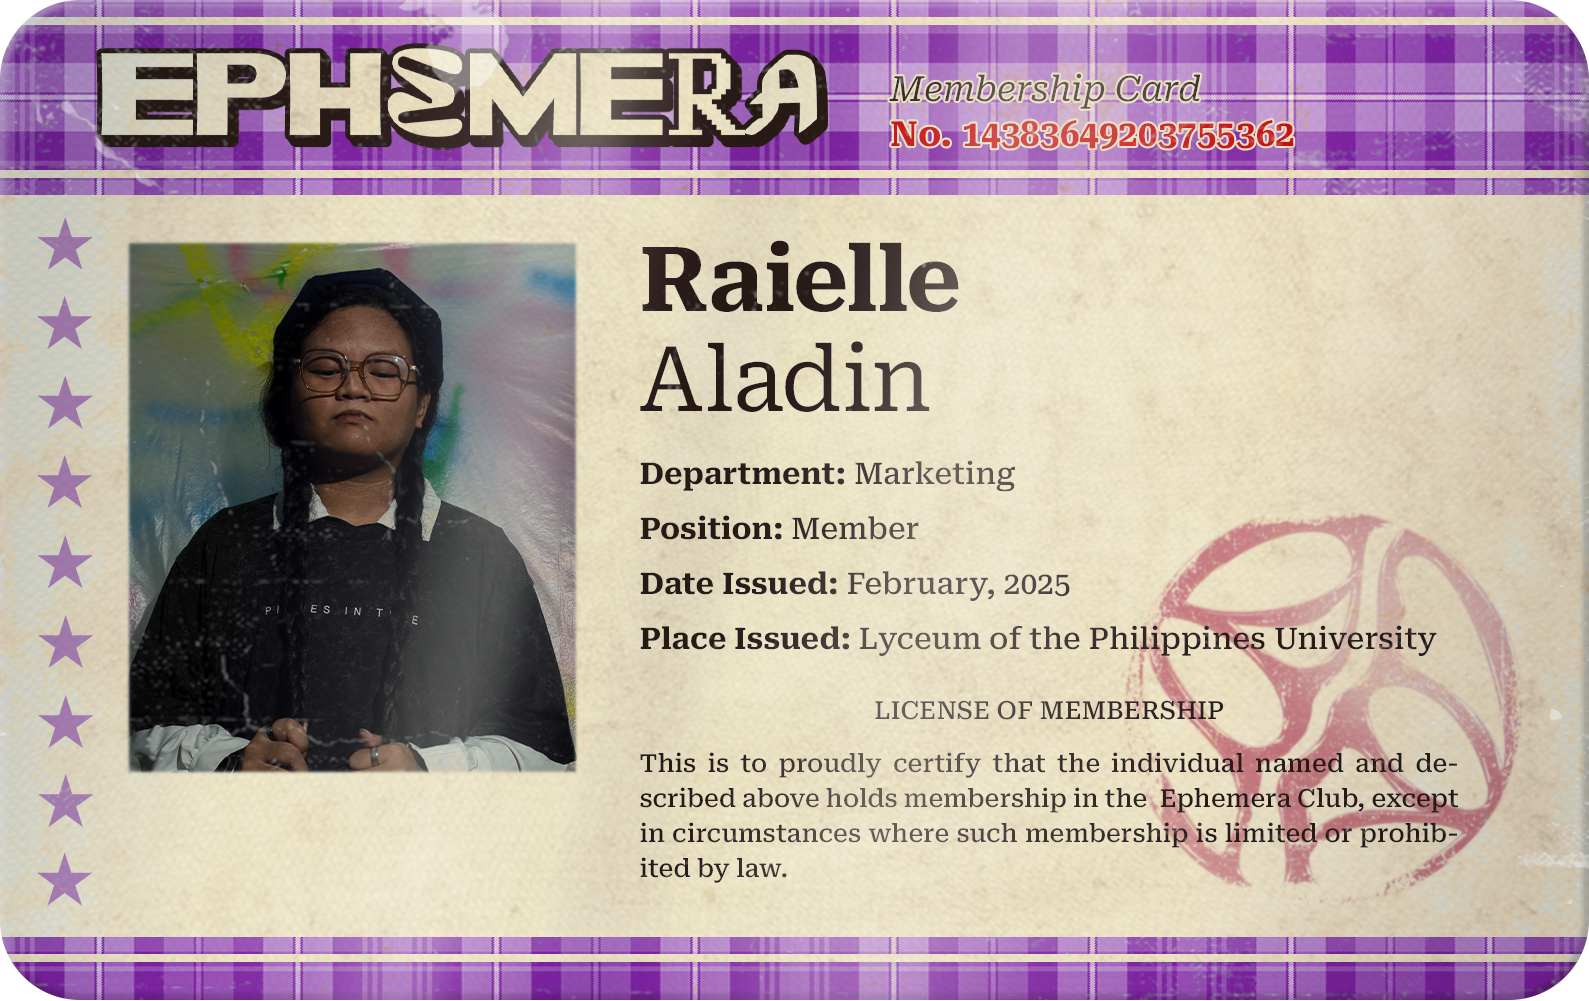 EPHEMERA
Membership Card
No. 14383649203755362
Raielle
Aladin
Department: Marketing
Position: Member
Date Issued: February, 2025
Place Issued: Lyceum of the Philippines University
LICENSE OF MEMBERSHIP
This is to proudly certify that the individual named and de-
scribed above holds membership in the Ephemera Club, except
in circumstances where such membership is limited or prohib-
ited by law.
IN